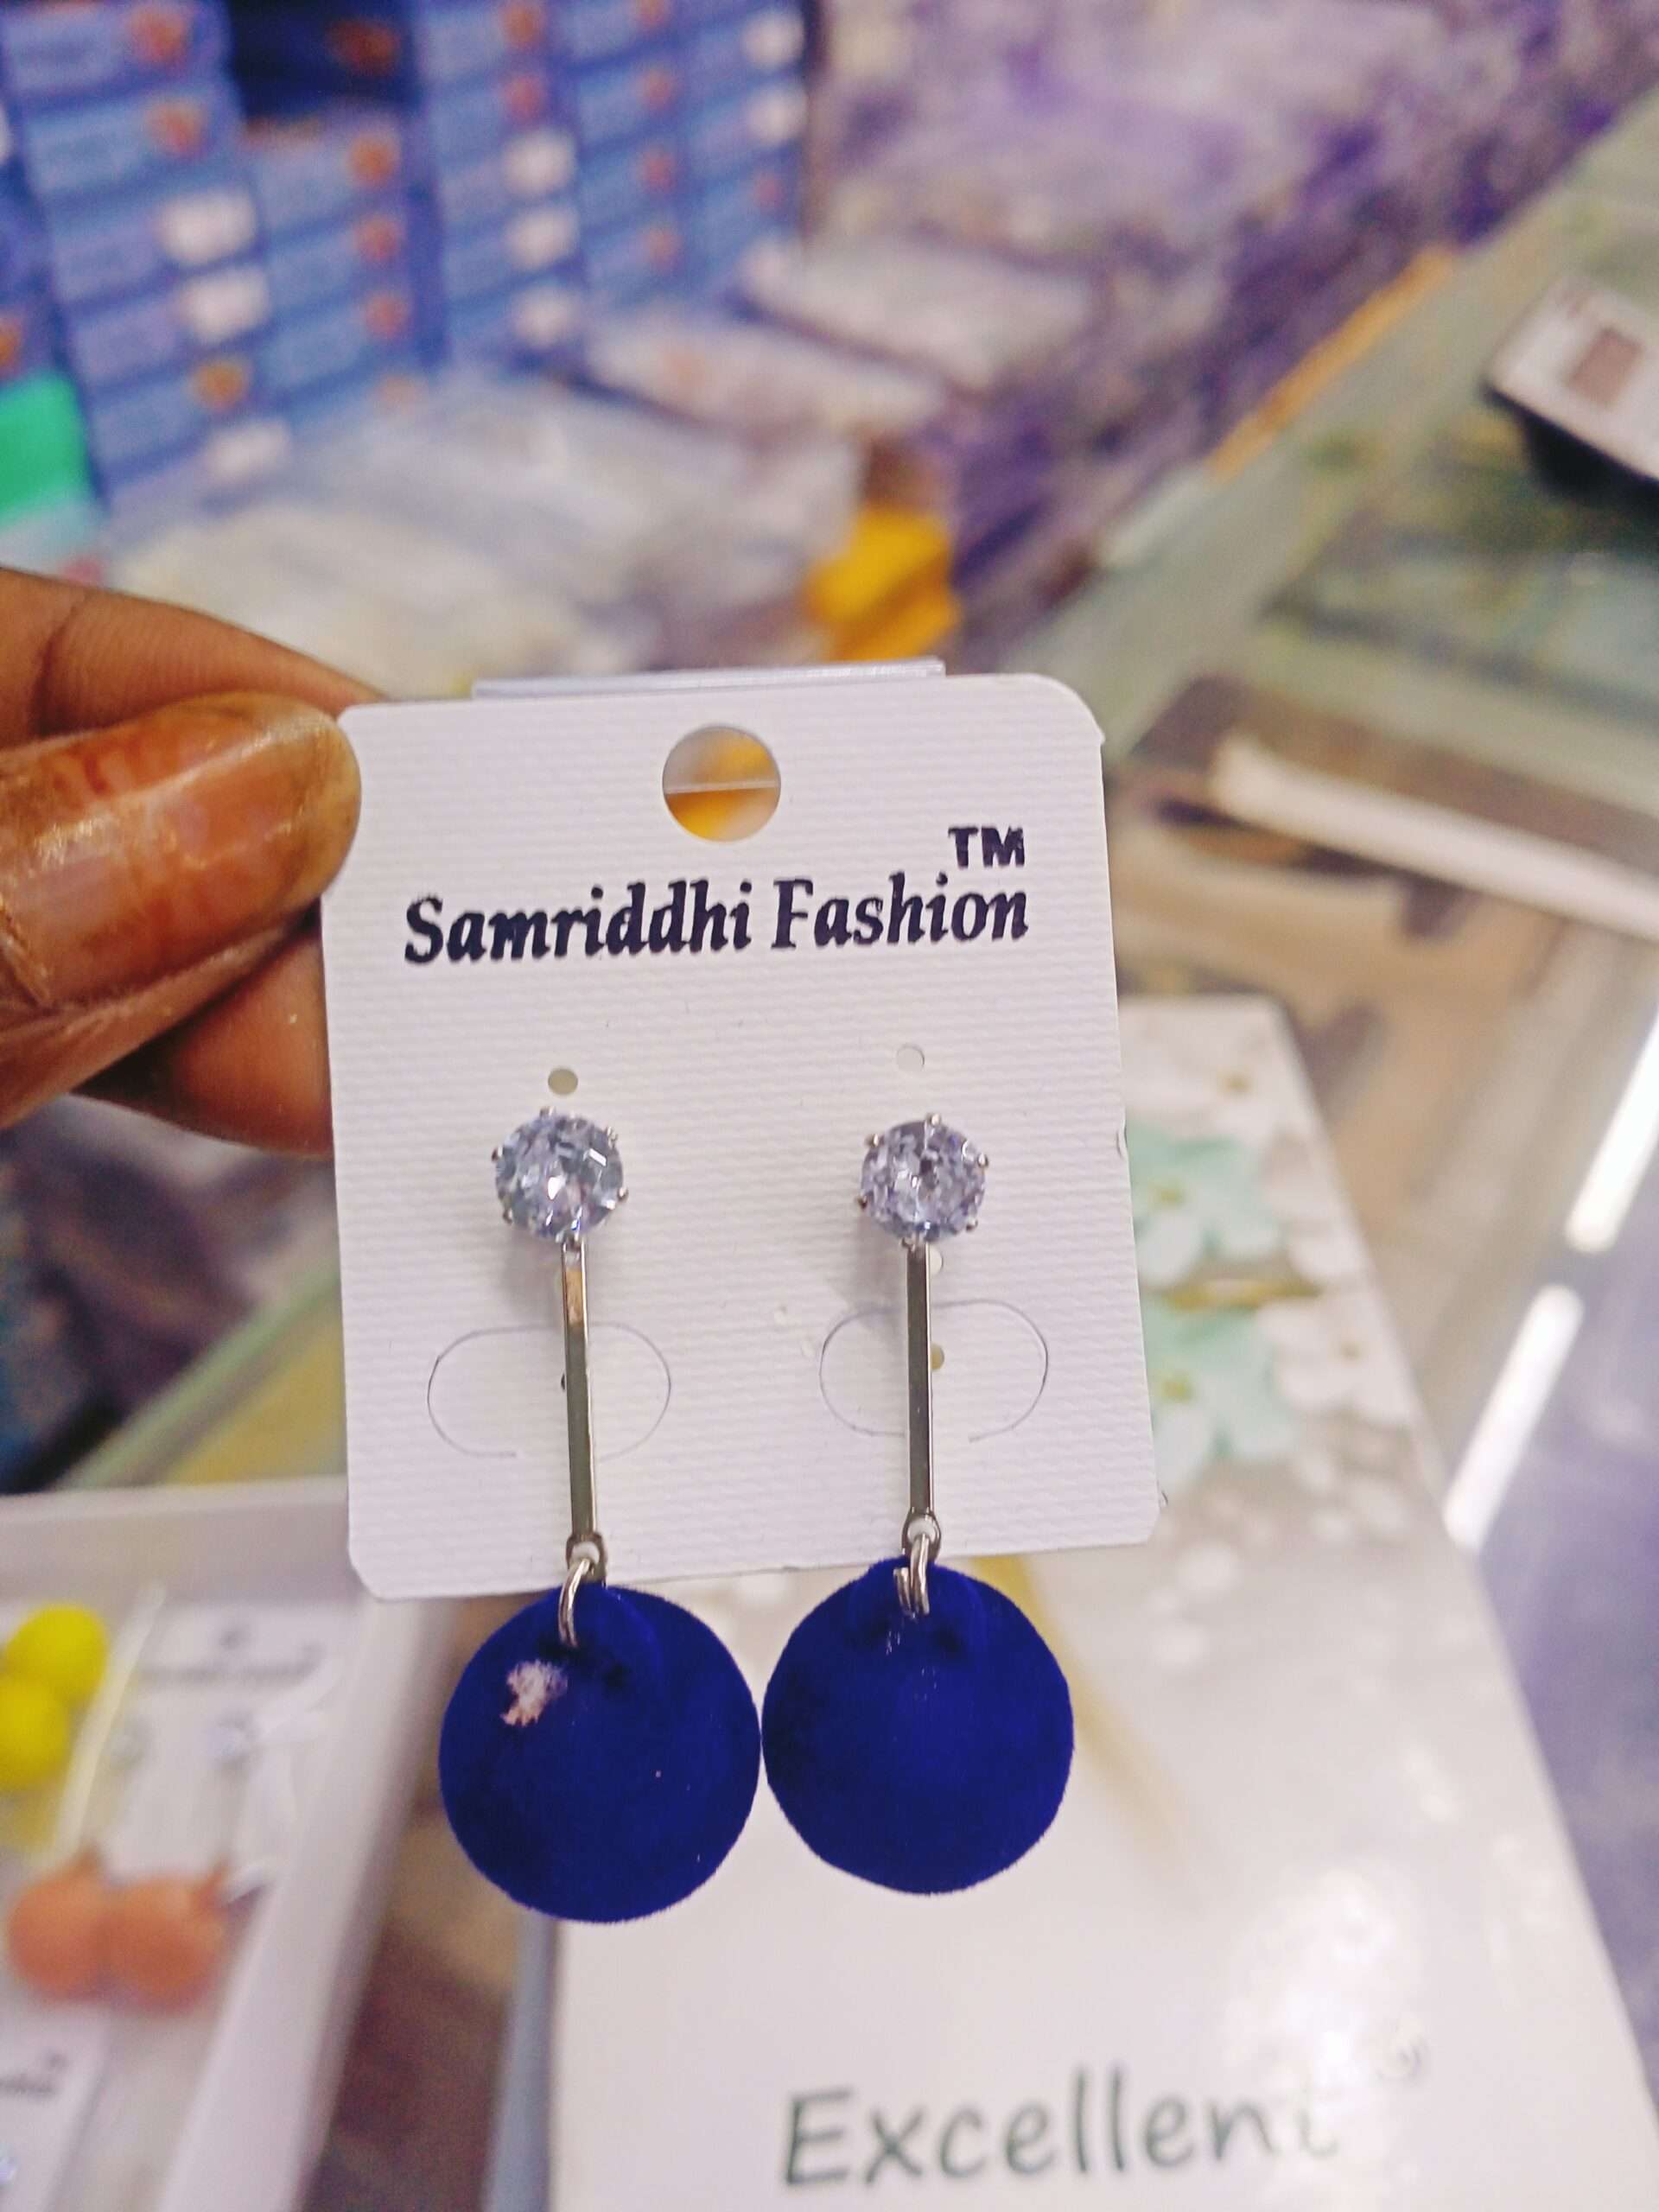 TM
Samriddhi Fashion
Excellent